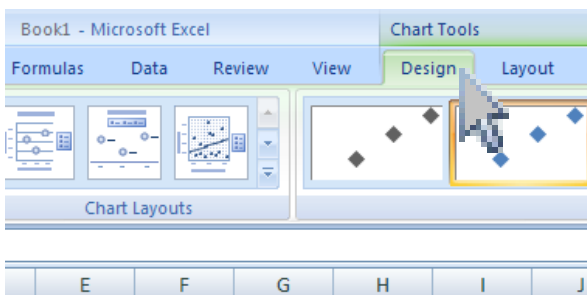 Book1 - Microsoft Excel Chart Tools
Formulas Data Review View Design Layout
Chart Layouts
E F G H I J